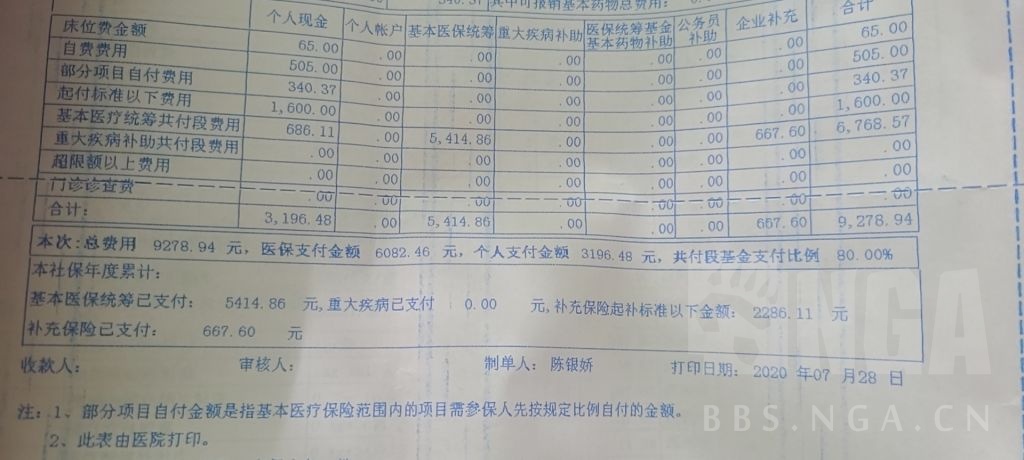 340.37 其中可报销基本药物总费用:
床位费金额 个人现金 个人帐户 基本医保统筹 重大疾病补助 医保统筹基金基本药物补助 公务员补助 企业补充 合计
65.00 .00 .00 .00 .00 .00 .00 65.00
自费费用 505.00 .00 .00 .00 .00 .00 .00 505.00
部分项目自付费用 340.37 .00 .00 .00 .00 .00 .00 340.37
起付标准以下费用 1,600.00 .00 .00 .00 .00 .00 .00 1,600.00
基本医疗统筹共付段费用 686.11 .00 5,414.86 .00 .00 .00 667.60 6,768.57
重大疾病补助共付段费用 .00 .00 .00 .00 .00 .00 .00 .00
超限额以上费用 .00 .00 .00 .00 .00 .00 .00 .00
门诊诊查费 .00 .00 .00 .00 .00 .00 .00 .00
合计: 3,196.48 .00 5,414.86 .00 .00 .00 667.60 9,278.94
本次:总费用 9278.94 元,医保支付金额 6082.46 元,个人支付金额 3196.48 元,共付段基金支付比例 80.00%
本社保年度累计:
基本医保统筹已支付: 5414.86 元,重大疾病已支付 0.00 元,补充保险起补标准以下金额: 2286.11 元
补充保险已支付: 667.60 元
收款人: 审核人: 制单人: 陈银娇 打印日期: 2020 年07 月28 日
注:1、部分项目自付金额是指基本医疗保险范围内的项目需参保人先按规定比例自付的金额。
2、此表由医院打印。
NGA
BBS.NGA.CN